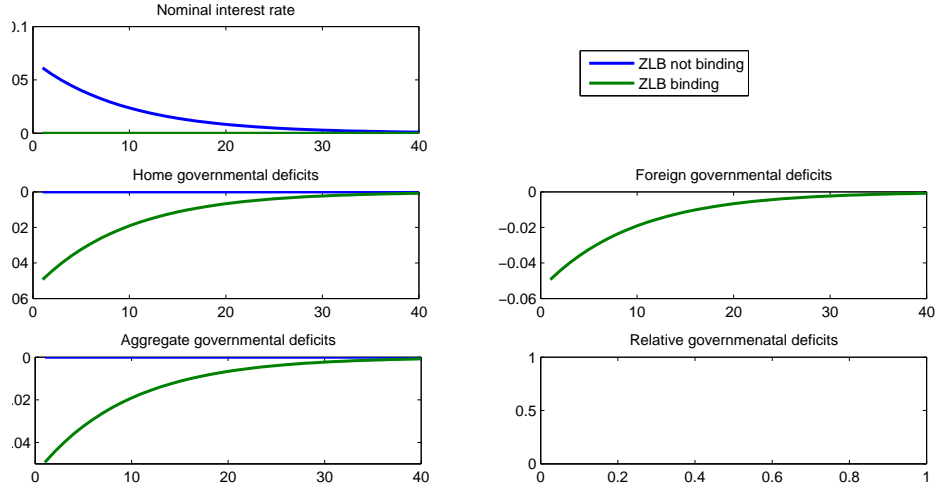 Nominal interest rate
0.1
05
0
0 10 20 30 40
ZLB not binding
ZLB binding
Home governmental deficits
0
02
04
06
0 10 20 30 40
Foreign governmental deficits
0
−0.02
−0.04
−0.06
0 10 20 30 40
Aggregate governmental deficits
0
.02
.04
0 10 20 30 40
Relative governmenatal deficits
1
0.5
0
0 0.2 0.4 0.6 0.8 1